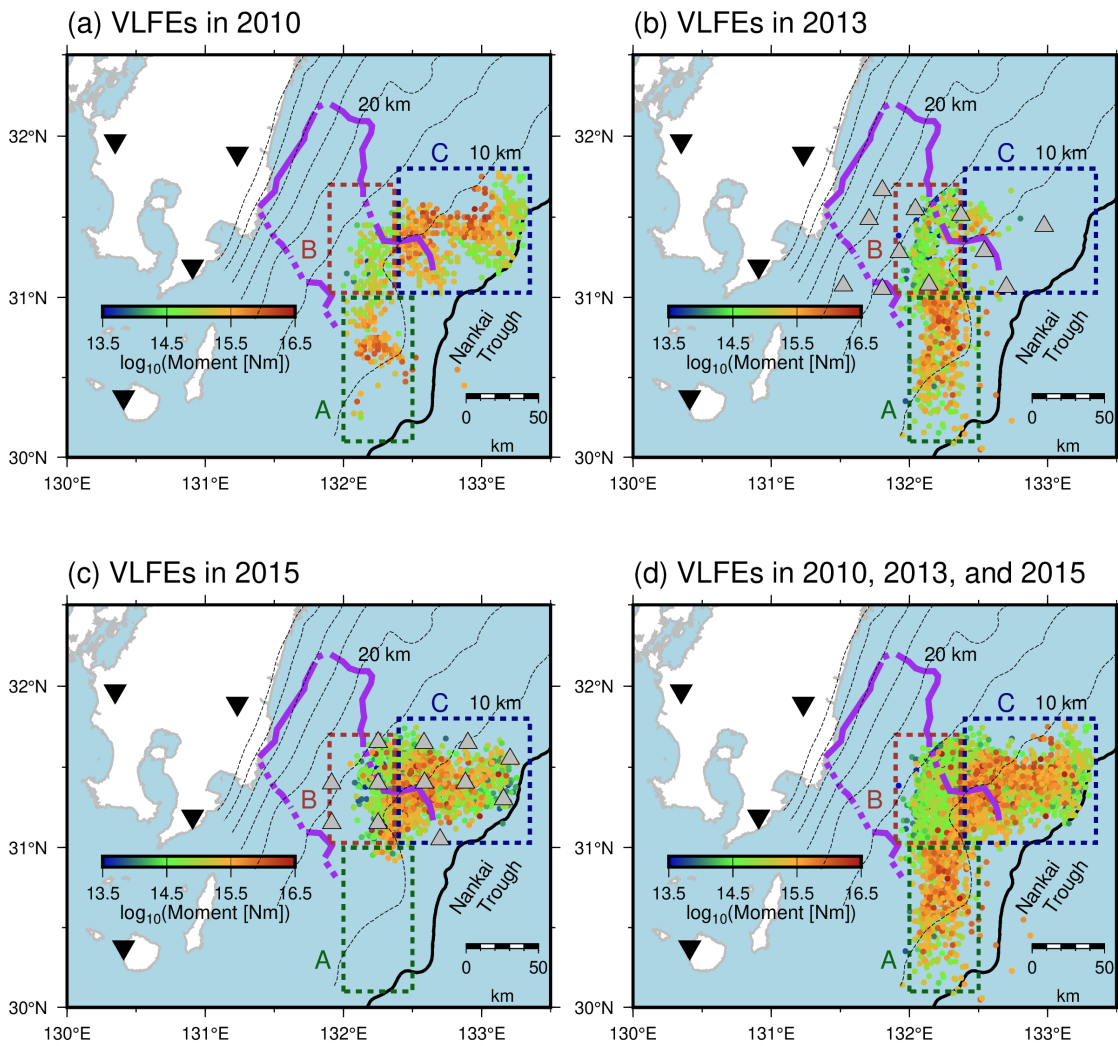 (a) VLFEs in 2010
32°N
31°N
30°N
130°E 131°E 132°E 133°E
20 km
10 km
C
B
A
13.5 14.5 15.5 16.5
log10(Moment [Nm])
Nankai
Trough
0 50
km
(b) VLFEs in 2013
32°N
31°N
30°N
130°E 131°E 132°E 133°E
20 km
10 km
C
B
A
13.5 14.5 15.5 16.5
log10(Moment [Nm])
Nankai
Trough
0 50
km
(c) VLFEs in 2015
32°N
31°N
30°N
130°E 131°E 132°E 133°E
20 km
10 km
C
B
A
13.5 14.5 15.5 16.5
log10(Moment [Nm])
Nankai
Trough
0 50
km
(d) VLFEs in 2010, 2013, and 2015
32°N
31°N
30°N
130°E 131°E 132°E 133°E
20 km
10 km
C
B
A
13.5 14.5 15.5 16.5
log10(Moment [Nm])
Nankai
Trough
0 50
km